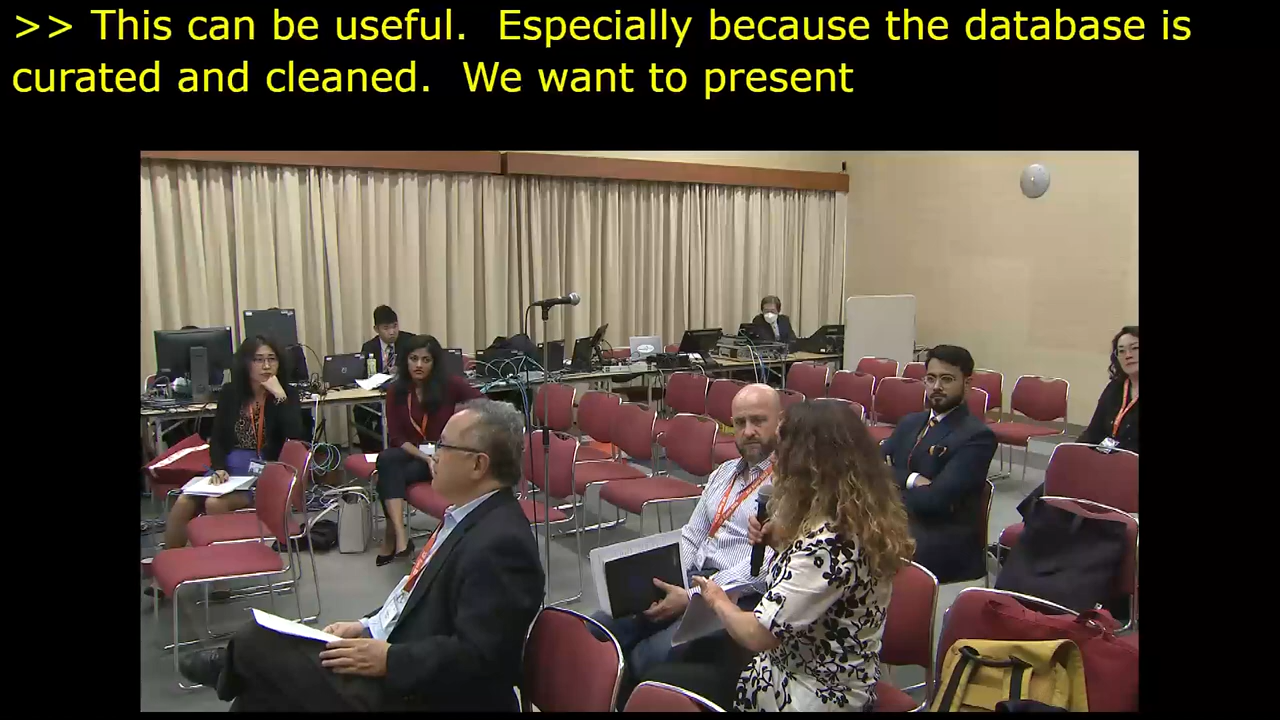 >> This can be useful.  Especially because the database is
curated and cleaned.  We want to present